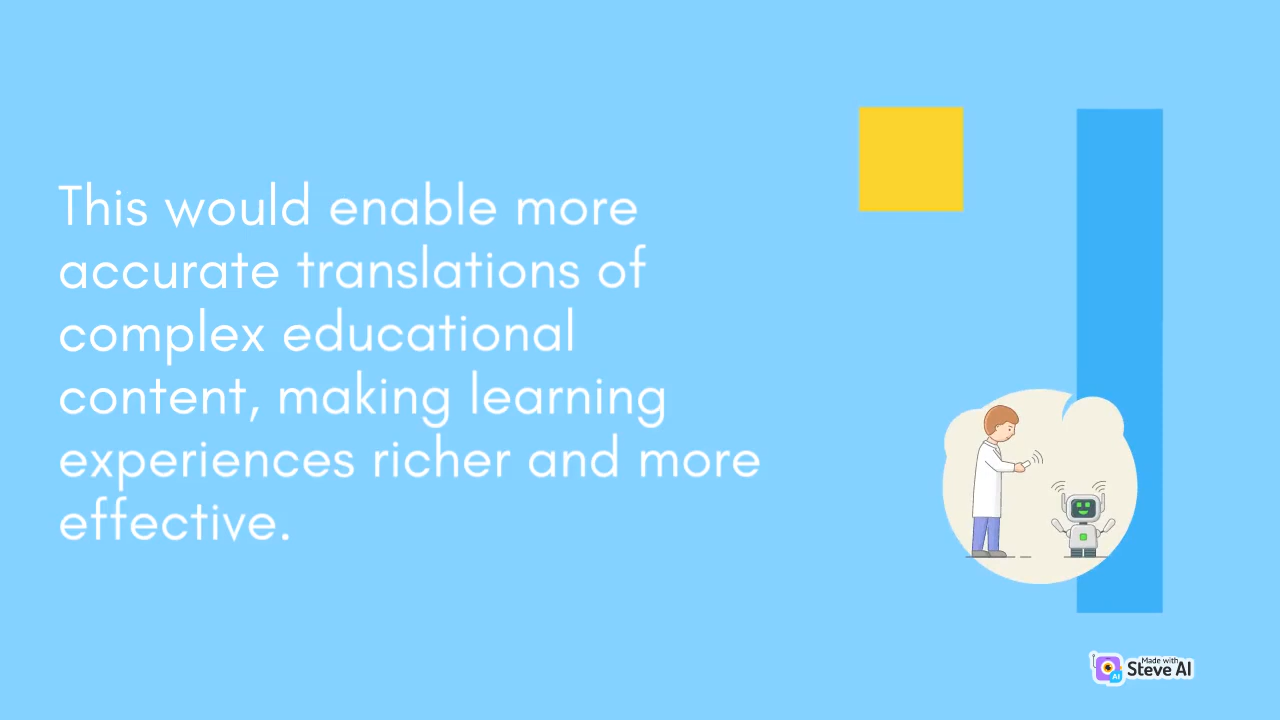 This would enable more
accurate translations of
complex educational
content, making learning
experiences richer and more
effective.
Made with
Steve AI
AI